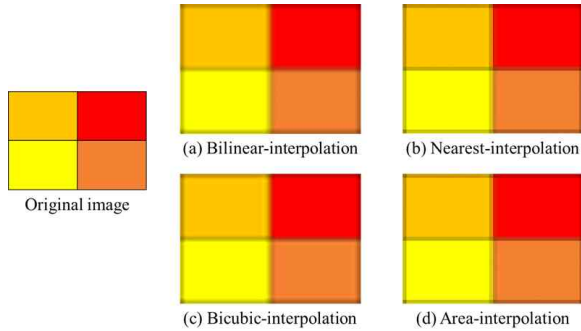 (a) Bilinear-interpolation
(b) Nearest-interpolation
Original image
(c) Bicubic-interpolation
(d) Area-interpolation